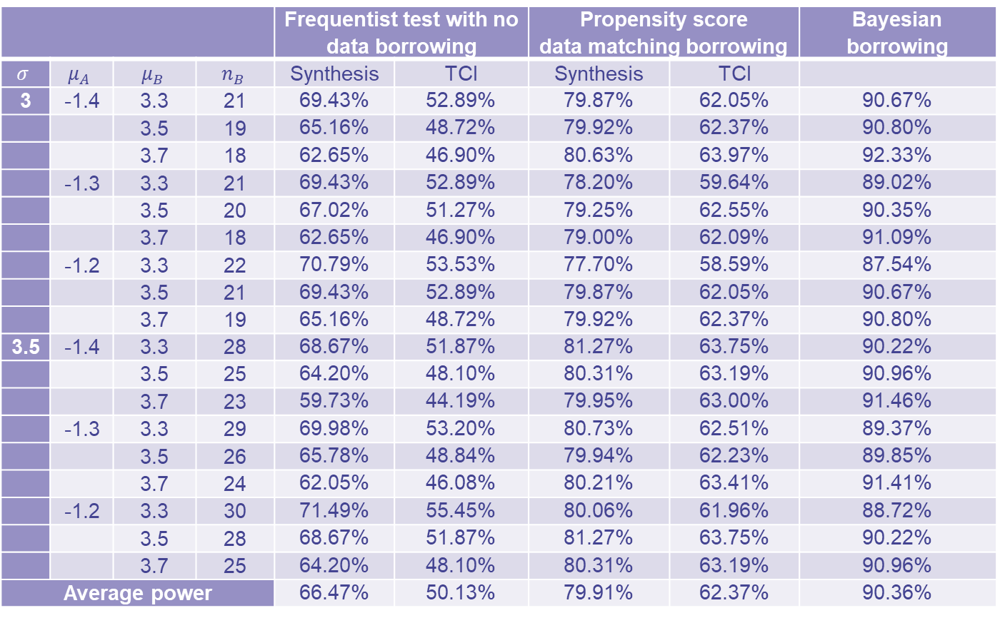 Frequentist test with no data borrowing Propensity score data matching borrowing Bayesian borrowing
σ μA μB nB Synthesis TCI Synthesis TCI
3 -1.4 3.3 21 69.43% 52.89% 79.87% 62.05% 90.67%
3.5 19 65.16% 48.72% 79.92% 62.37% 90.80%
3.7 18 62.65% 46.90% 80.63% 63.97% 92.33%
-1.3 3.3 21 69.43% 52.89% 78.20% 59.64% 89.02%
3.5 20 67.02% 51.27% 79.25% 62.55% 90.35%
3.7 18 62.65% 46.90% 79.00% 62.09% 91.09%
-1.2 3.3 22 70.79% 53.53% 77.70% 58.59% 87.54%
3.5 21 69.43% 52.89% 79.87% 62.05% 90.67%
3.7 19 65.16% 48.72% 79.92% 62.37% 90.80%
3.5 -1.4 3.3 28 68.67% 51.87% 81.27% 63.75% 90.22%
3.5 25 64.20% 48.10% 80.31% 63.19% 90.96%
3.7 23 59.73% 44.19% 79.95% 63.00% 91.46%
-1.3 3.3 29 69.98% 53.20% 80.73% 62.51% 89.37%
3.5 26 65.78% 48.84% 79.94% 62.23% 89.85%
3.7 24 62.05% 46.08% 80.21% 63.41% 91.41%
-1.2 3.3 30 71.49% 55.45% 80.06% 61.96% 88.72%
3.5 28 68.67% 51.87% 81.27% 63.75% 90.22%
3.7 25 64.20% 48.10% 80.31% 63.19% 90.96%
Average power 66.47% 50.13% 79.91% 62.37% 90.36%